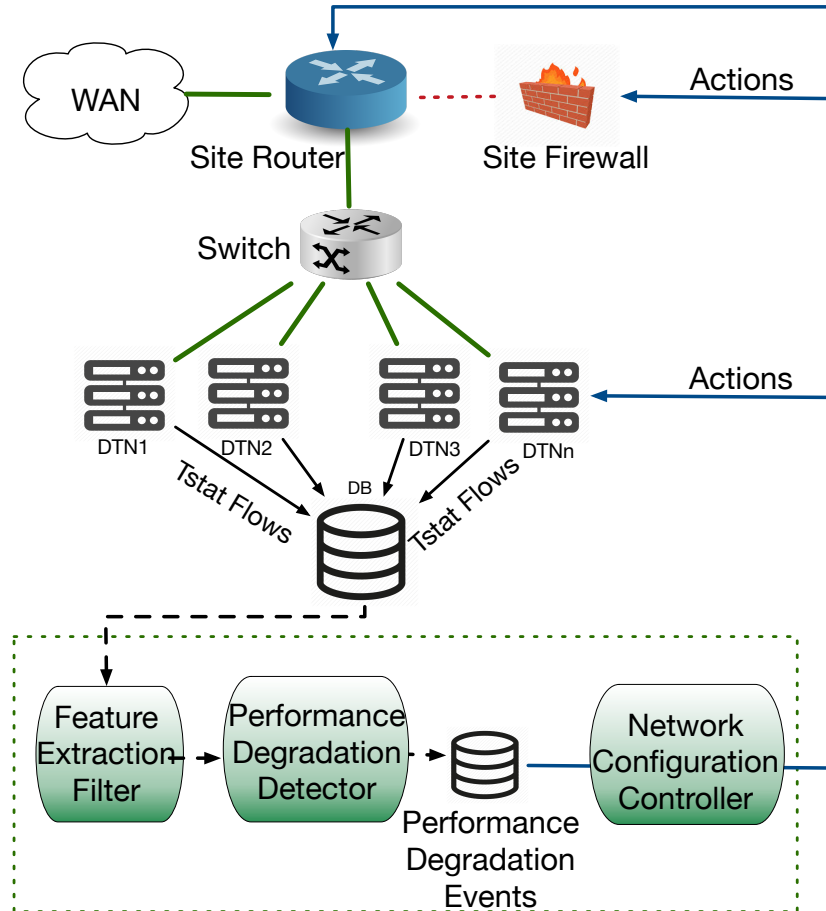 WAN
Actions
Site Router
Site Firewall
Switch
Actions
DTN1
DTN2
DTN3
DTNn
Tstat Flows
DB
Tstat Flows
Feature
Extraction
Filter
Performance
Degradation
Detector
Performance
Degradation
Events
Network
Configuration
Controller